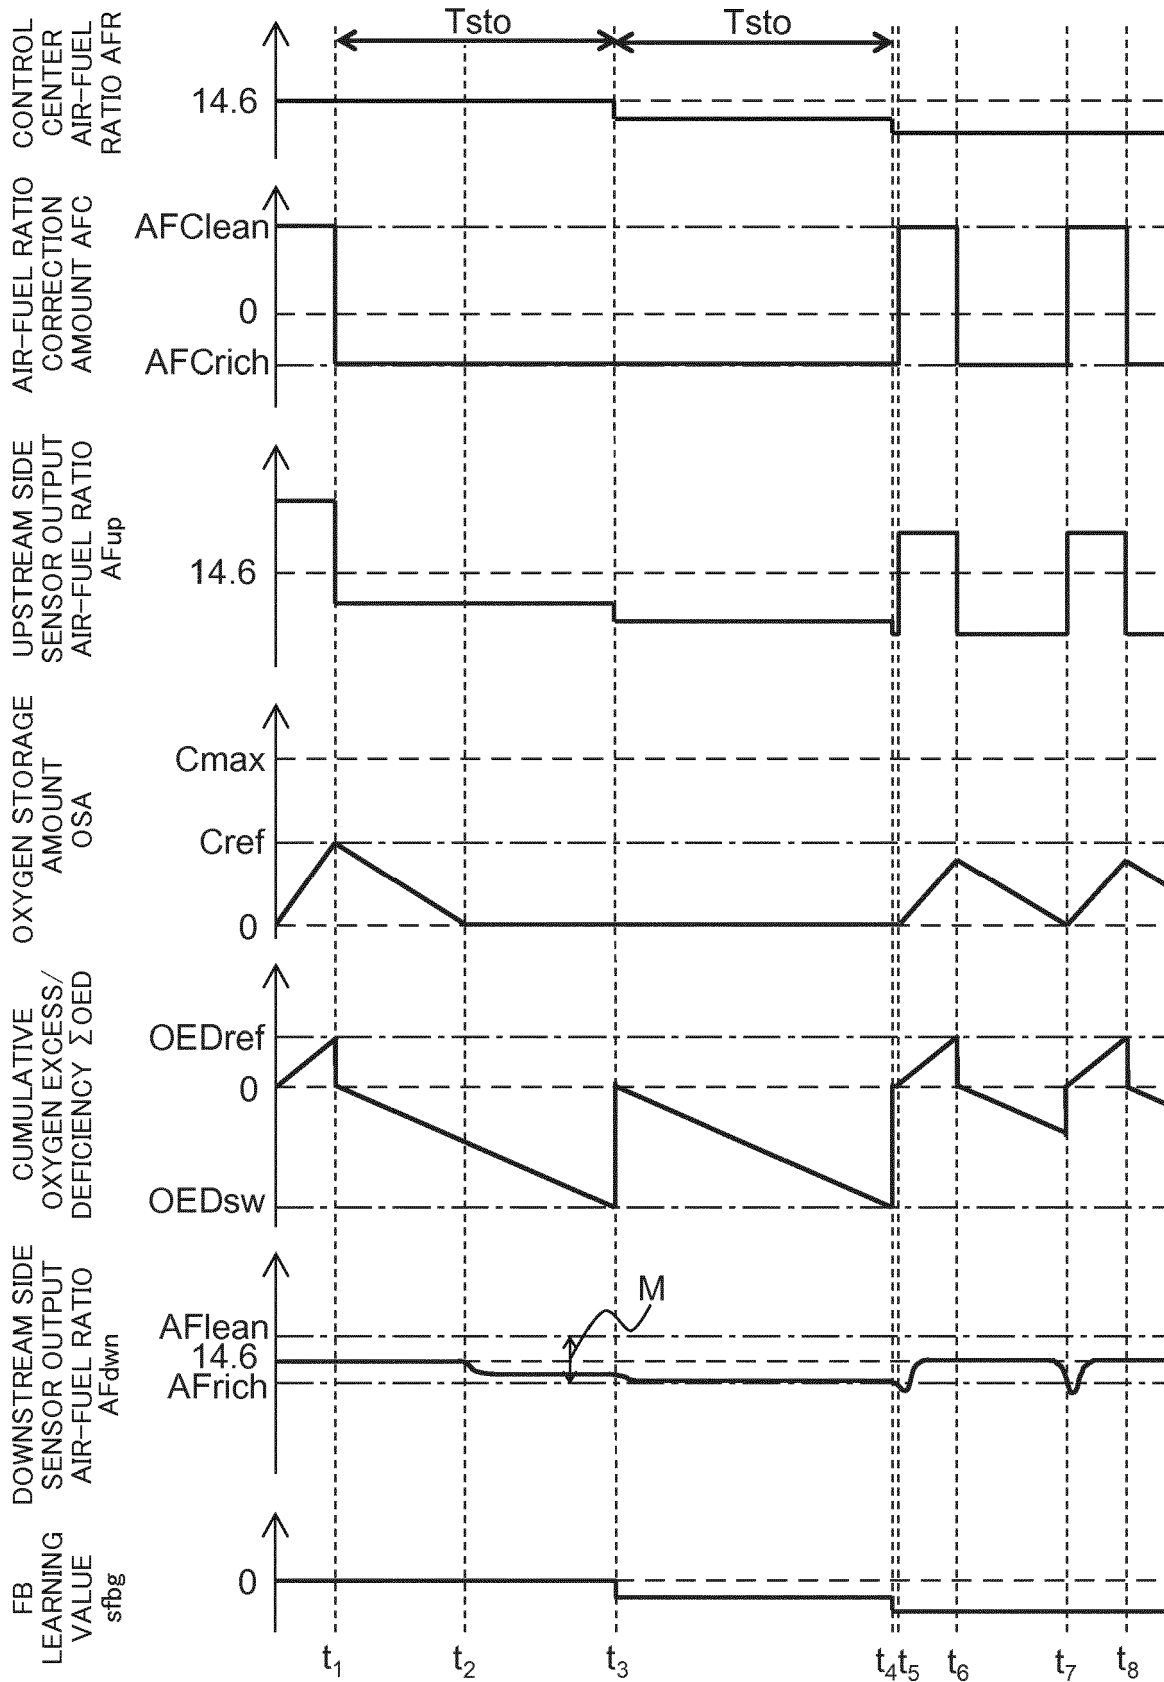 CONTROL
CENTER
AIR-FUEL
RATIO AFR
Tsto
Tsto
14.6
AIR-FUEL RATIO
CORRECTION
AMOUNT AFC
AFClean
0
AFCrich
UPSTREAM SIDE
SENSOR OUTPUT
AIR-FUEL RATIO
AFup
14.6
OXYGEN STORAGE
AMOUNT
OSA
Cmax
Cref
0
CUMULATIVE
OXYGEN EXCESS/
DEFICIENCY ΣOED
OEDref
0
OEDsw
DOWNSTREAM SIDE
SENSOR OUTPUT
AIR-FUEL RATIO
AFdwn
M
AFlean
14.6
AFrich
FB
LEARNING
VALUE
sfbg
0
t1 t2 t3 t4 t5 t6 t7 t8